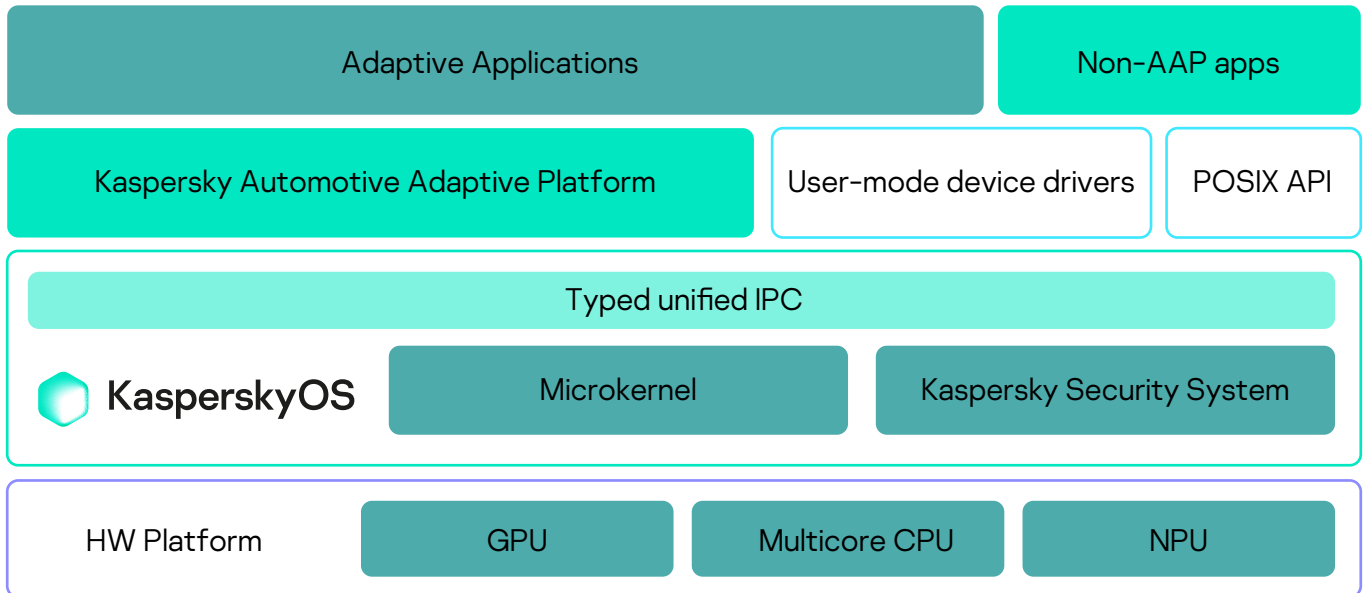 Adaptive Applications
Non-AAP apps
Kaspersky Automotive Adaptive Platform
User-mode device drivers
POSIX API
Typed unified IPC
KasperskyOS
Microkernel
Kaspersky Security System
HW Platform
GPU
Multicore CPU
NPU